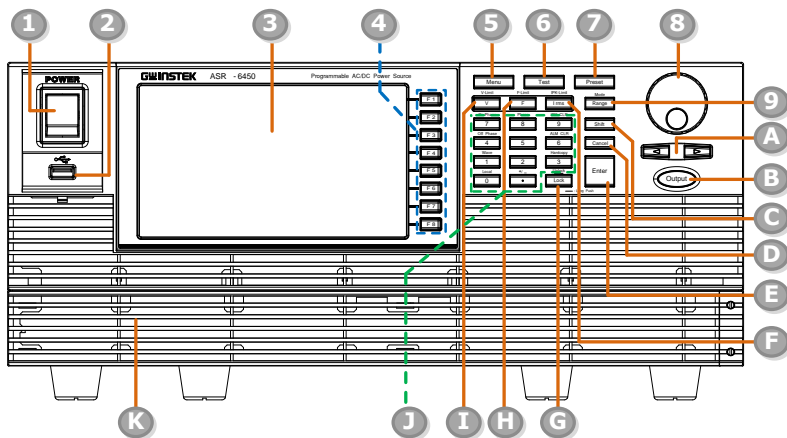 1 2 3 4 5 6 7 8
POWER
GWINSTEK ASR - 6450 Programmable AC/DC Power Source
F 1
F 2
F 3
F 4
F 5
F 6
F 7
F 8
Menu Test Preset
V-Limit F-Limit IPK-Limit Mode
V F Irms Range
9
7 8 9 Shift
Off Phase ALM CLR
4 5 6 Cancel
A
Wave Hardcopy
1 2 3 Enter
Local +/-
0 . Lock
Output
B
C
D
E
F
K J I H G